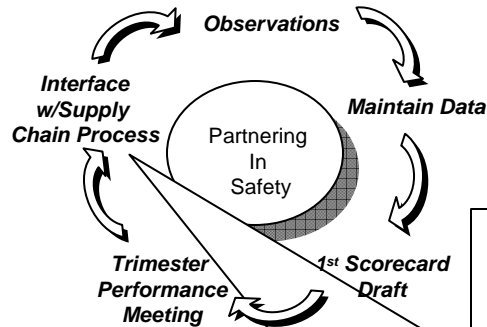 Observations
Interface
w/Supply
Chain Process
Maintain Data
Partnering
In
Safety
1st Scorecard
Draft
Trimester
Performance
Meeting